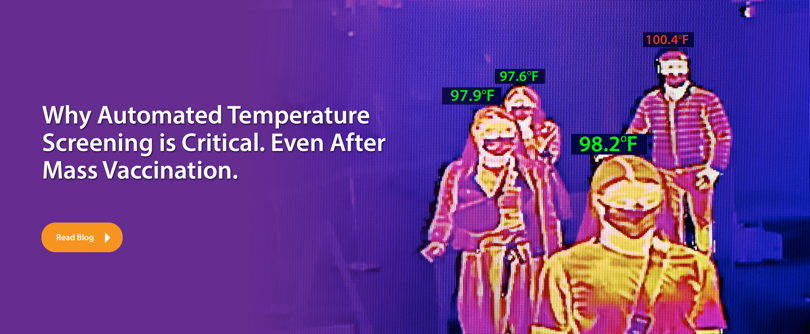 Why Automated Temperature
Screening is Critical. Even After
Mass Vaccination.
Read Blog
100.4°F
97.6°F
97.9°F
98.2°F